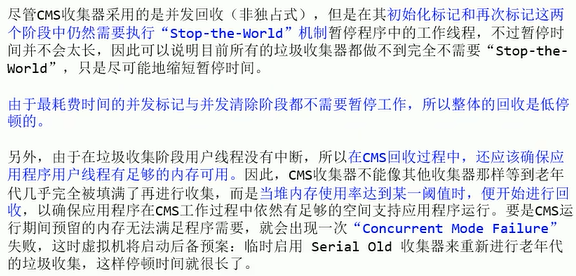 尽管CMS收集器采用的是并发回收（非独占式），但是在其初始化标记和再次标记这两
个阶段中仍然需要执行“Stop-the-World”机制暂停程序中的工作线程，不过暂停时
间并不会太长，因此可以说明目前所有的垃圾收集器都做不到完全不需要“Stop-the-
World”，只是尽可能地缩短暂停时间。
由于最耗费时间的并发标记与并发清除阶段都不需要暂停工作，所以整体的回收是低停
顿的。
另外，由于在垃圾收集阶段用户线程没有中断，所以在CMS回收过程中，还应该确保应
用程序用户线程有足够的内存可用。因此，CMS收集器不能像其他收集器那样等到老年
代几乎完全被填满了再进行收集，而是当堆内存使用率达到某一阈值时，便开始进行回
收，以确保应用程序在CMS工作过程中依然有足够的空间支持应用程序运行。要是CMS运
行期间预留的内存无法满足程序需要，就会出现一次“Concurrent Mode Failure”
失败，这时虚拟机将启动后备预案：临时启用 Serial Old 收集器来重新进行老年代
的垃圾收集，这样停顿时间就很长了。